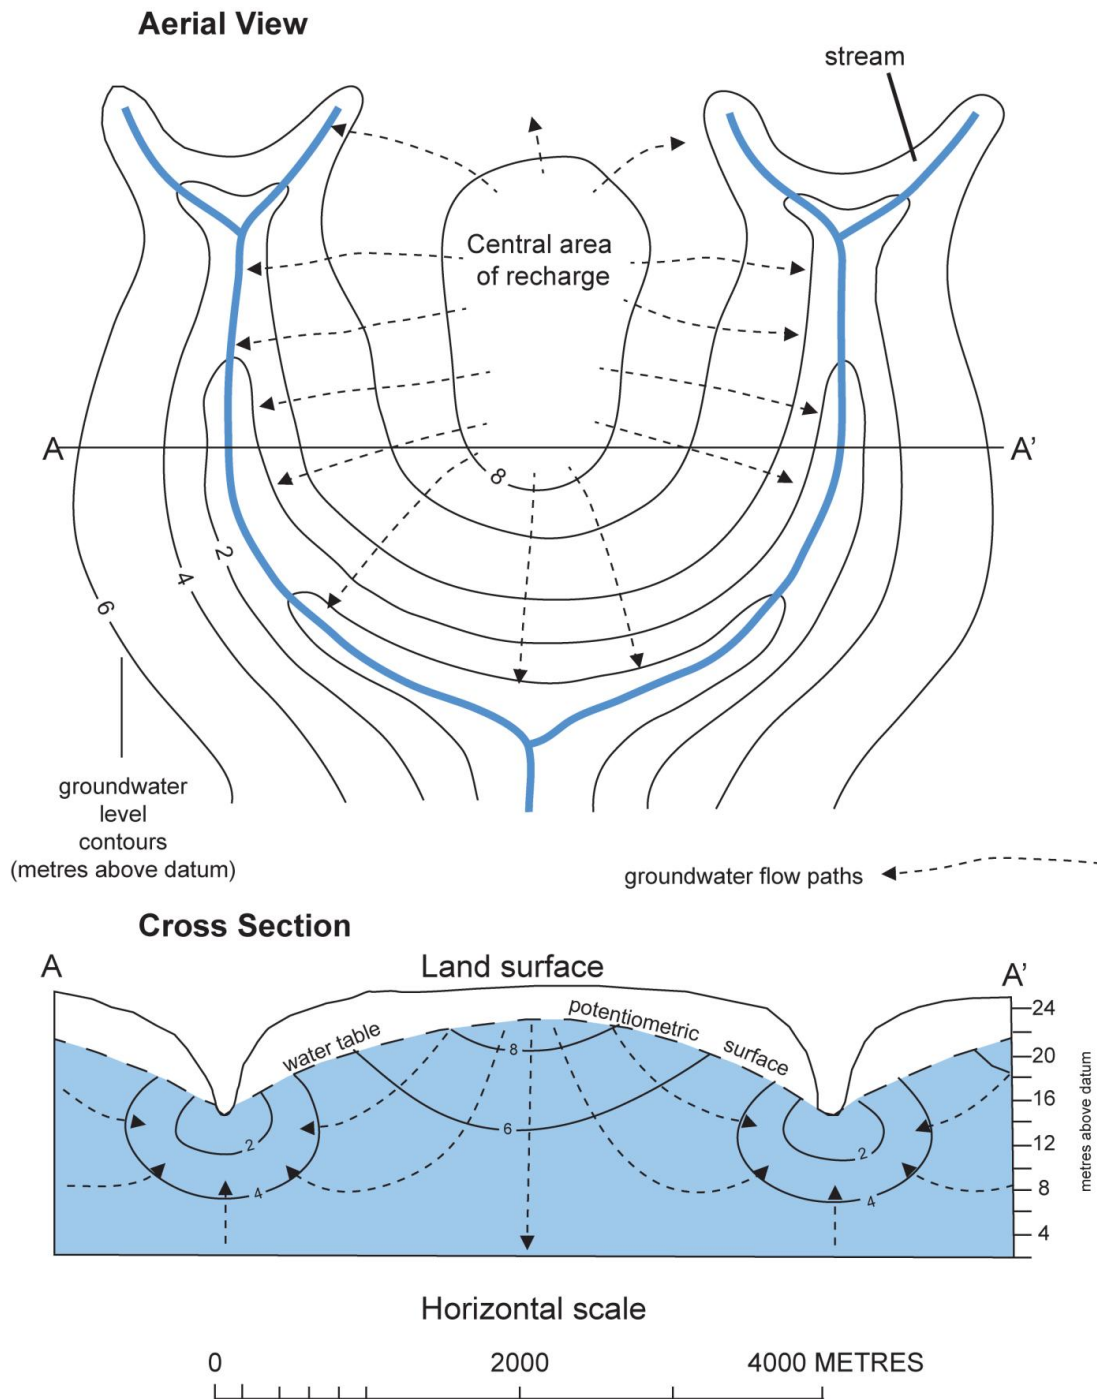 Aerial View
stream
Central area
of recharge
A
A'
8
2
4
6
groundwater
level
contours
(metres above datum)
groundwater flow paths
Cross Section
A
Land surface
A'
water table
potentiometric
surface
8
6
2
4
2
4
24
20
16
12
8
4
metres above datum
Horizontal scale
0
2000
4000 METRES